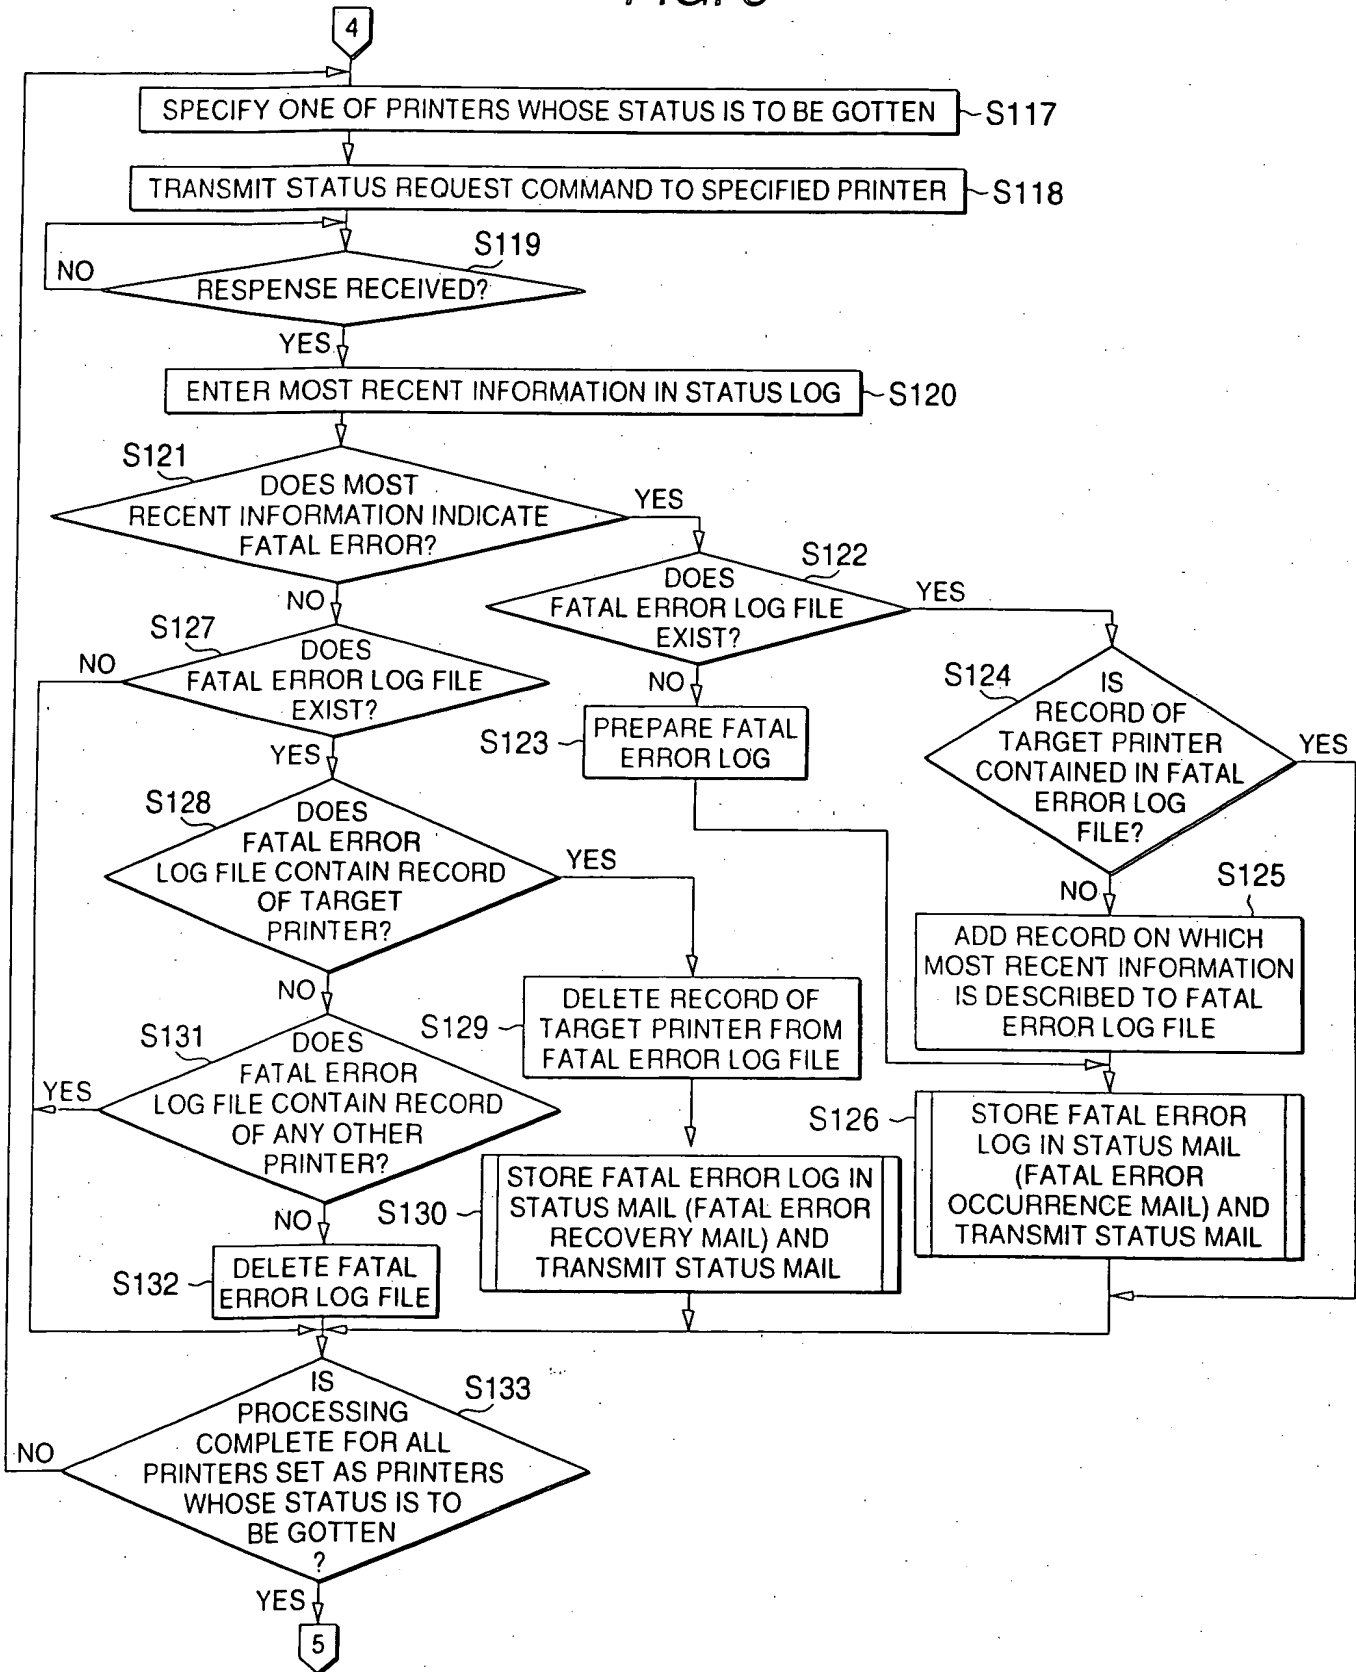 4
SPECIFY ONE OF PRINTERS WHOSE STATUS IS TO BE GOTTEN
S117
TRANSMIT STATUS REQUEST COMMAND TO SPECIFIED PRINTER
S118
S119
NO
RESPENSE RECEIVED?
YES
ENTER MOST RECENT INFORMATION IN STATUS LOG
S120
S121
DOES MOST
RECENT INFORMATION INDICATE
FATAL ERROR?
YES
NO
S122
DOES
FATAL ERROR LOG FILE
EXIST?
YES
NO
S127
DOES
FATAL ERROR LOG FILE
EXIST?
NO
YES
S123
PREPARE FATAL
ERROR LOG
S124
IS
RECORD OF
TARGET PRINTER
CONTAINED IN FATAL
ERROR LOG
FILE?
YES
NO
S128
DOES
FATAL ERROR
LOG FILE CONTAIN RECORD
OF TARGET
PRINTER?
YES
NO
S125
ADD RECORD ON WHICH
MOST RECENT INFORMATION
IS DESCRIBED TO FATAL
ERROR LOG FILE
S129
DELETE RECORD OF
TARGET PRINTER FROM
FATAL ERROR LOG FILE
S131
DOES
FATAL ERROR
LOG FILE CONTAIN RECORD
OF ANY OTHER
PRINTER?
YES
NO
S126
STORE FATAL ERROR
LOG IN STATUS MAIL
(FATAL ERROR
OCCURRENCE MAIL) AND
TRANSMIT STATUS MAIL
S130
STORE FATAL ERROR LOG IN
STATUS MAIL (FATAL ERROR
RECOVERY MAIL) AND
TRANSMIT STATUS MAIL
S132
DELETE FATAL
ERROR LOG FILE
S133
IS
PROCESSING
COMPLETE FOR ALL
PRINTERS SET AS PRINTERS
WHOSE STATUS IS TO
BE GOTTEN
?
NO
YES
5